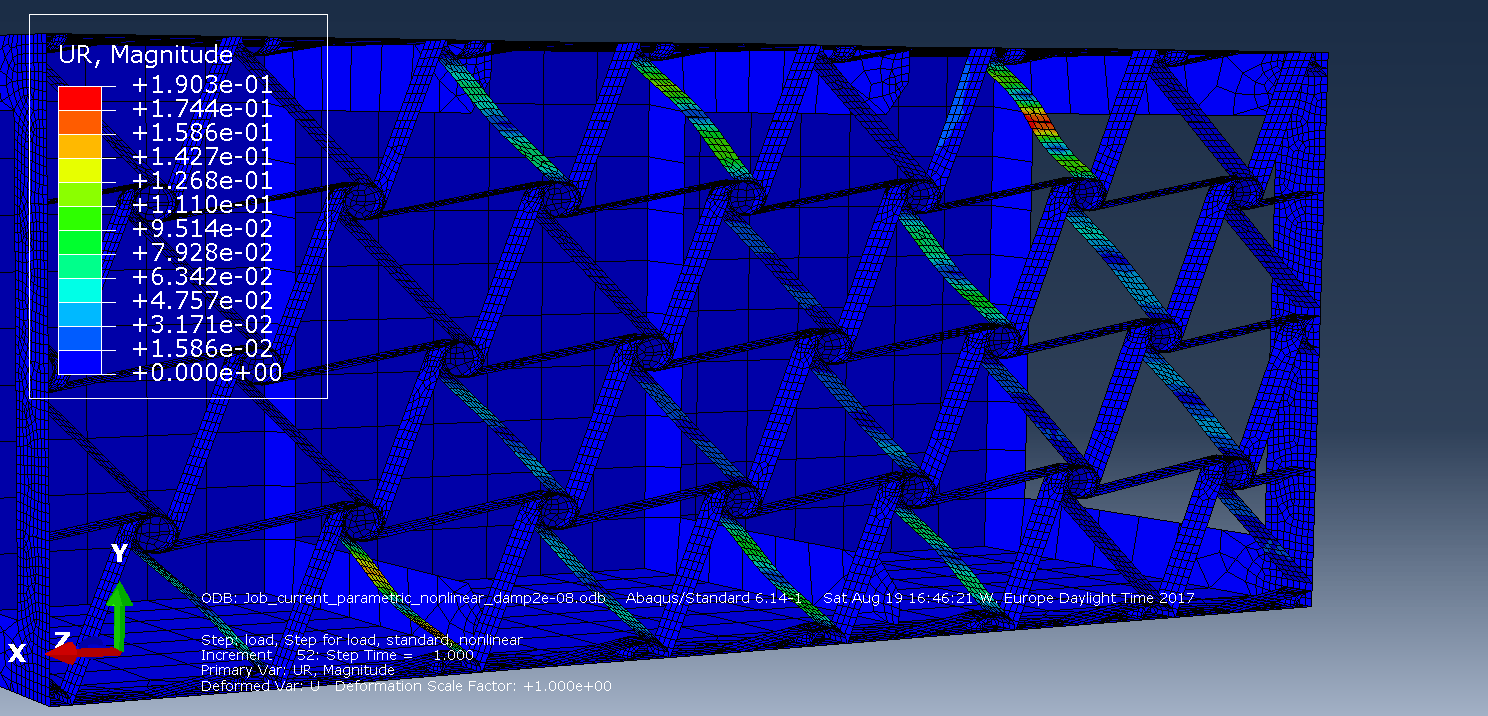 UR, Magnitude
+1.903e-01
+1.744e-01
+1.586e-01
+1.427e-01
+1.268e-01
+1.110e-01
+9.514e-02
+7.928e-02
+6.342e-02
+4.757e-02
+3.171e-02
+1.586e-02
+0.000e+00
Y
Z
X
ODB: Job_current_parametric_nonlinear_damp2e-08.odb Abaqus/Standard 6.14-1 Sat Aug 19 16:46:21 W. Europe Daylight Time 2017
Step: load, Step for load, standard, nonlinear
Increment 52: Step Time = 1.000
Primary Var: UR, Magnitude
Deformed Var: U Deformation Scale Factor: +1.000e+00